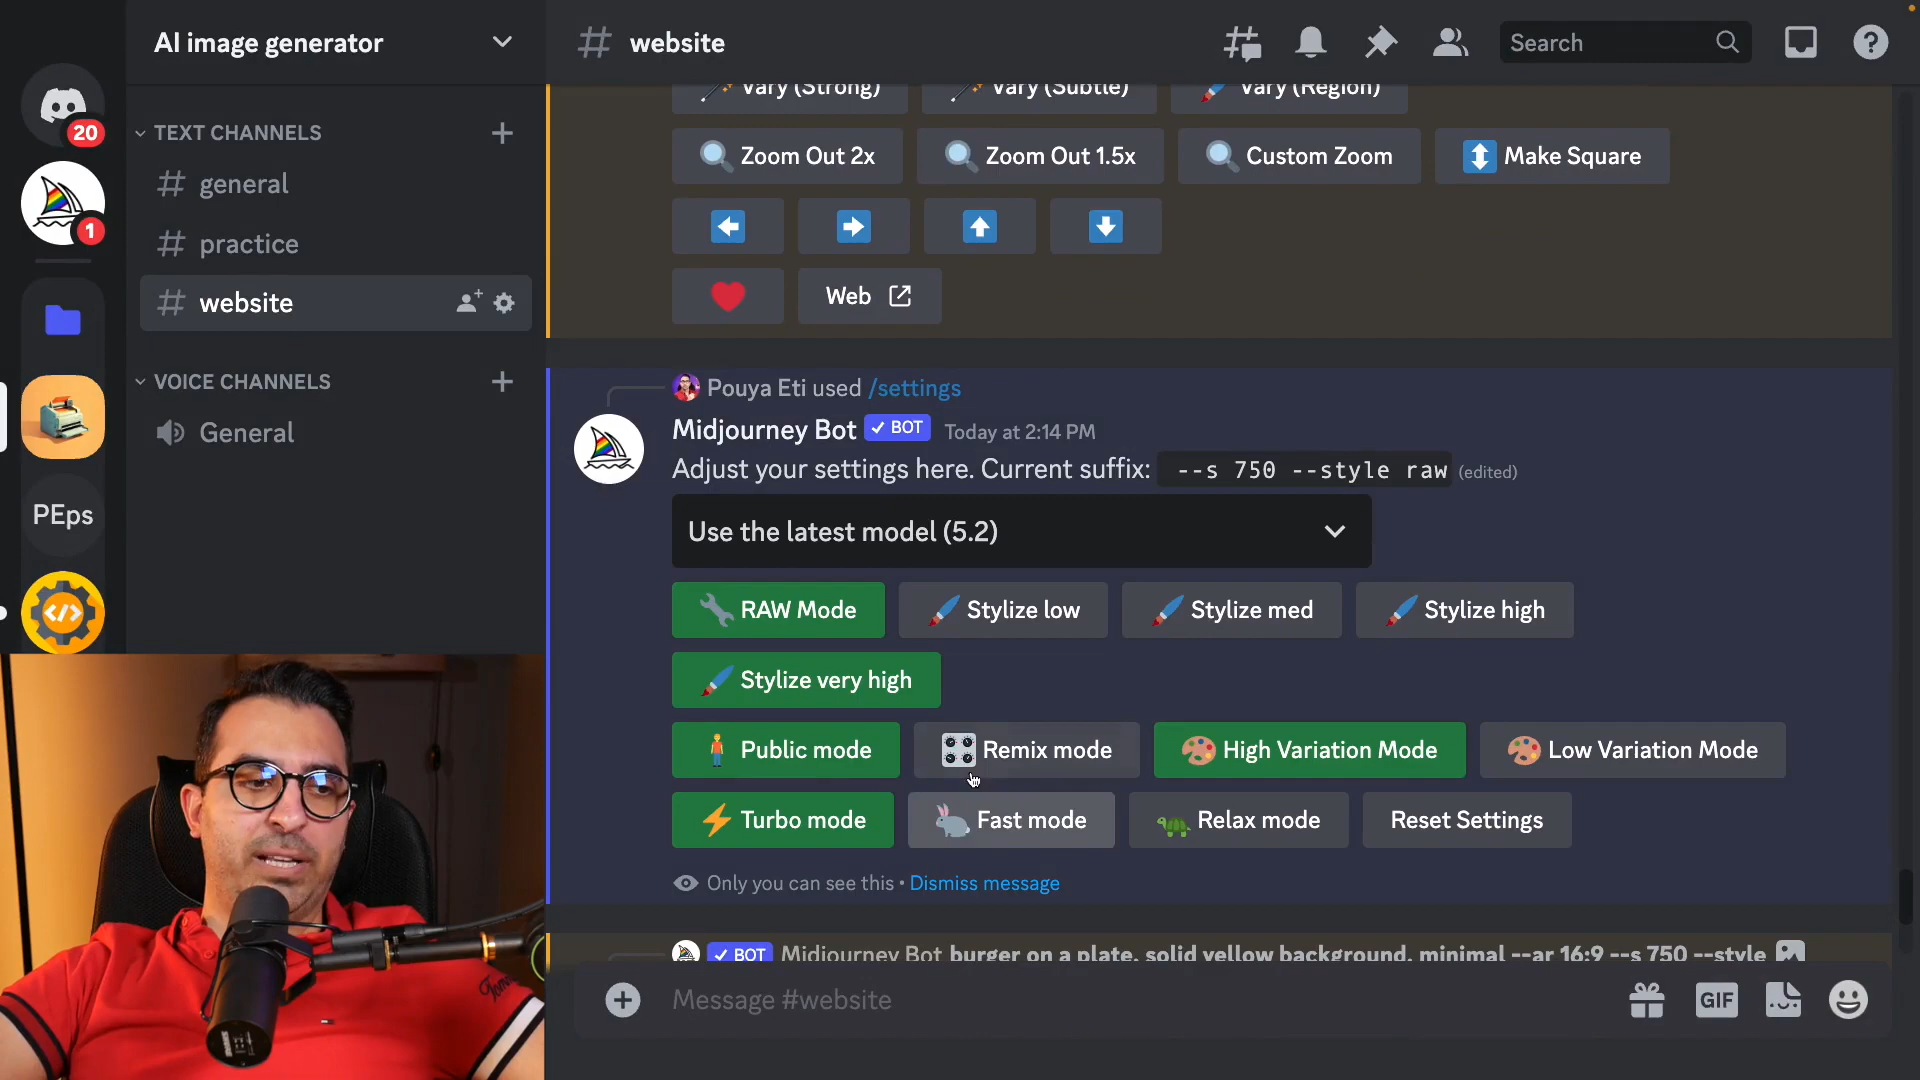 AI image generator
website
Search
20
1
TEXT CHANNELS
general
practice
website
VOICE CHANNELS
General
PEps
Vary (Strong)
Vary (Subtle)
Vary (Region)
Zoom Out 2x
Zoom Out 1.5x
Custom Zoom
Make Square
Web
Pouya Eti used /settings
Midjourney Bot ✓ BOT Today at 2:14 PM
Adjust your settings here. Current suffix: --s 750 --style raw (edited)
Use the latest model (5.2)
RAW Mode
Stylize low
Stylize med
Stylize high
Stylize very high
Public mode
Remix mode
High Variation Mode
Low Variation Mode
Turbo mode
Fast mode
Relax mode
Reset Settings
Only you can see this • Dismiss message
✓ BOT Midjourney Bot burger on a plate, solid yellow background, minimal --ar 16:9 --s 750 --style
Message #website
GIF